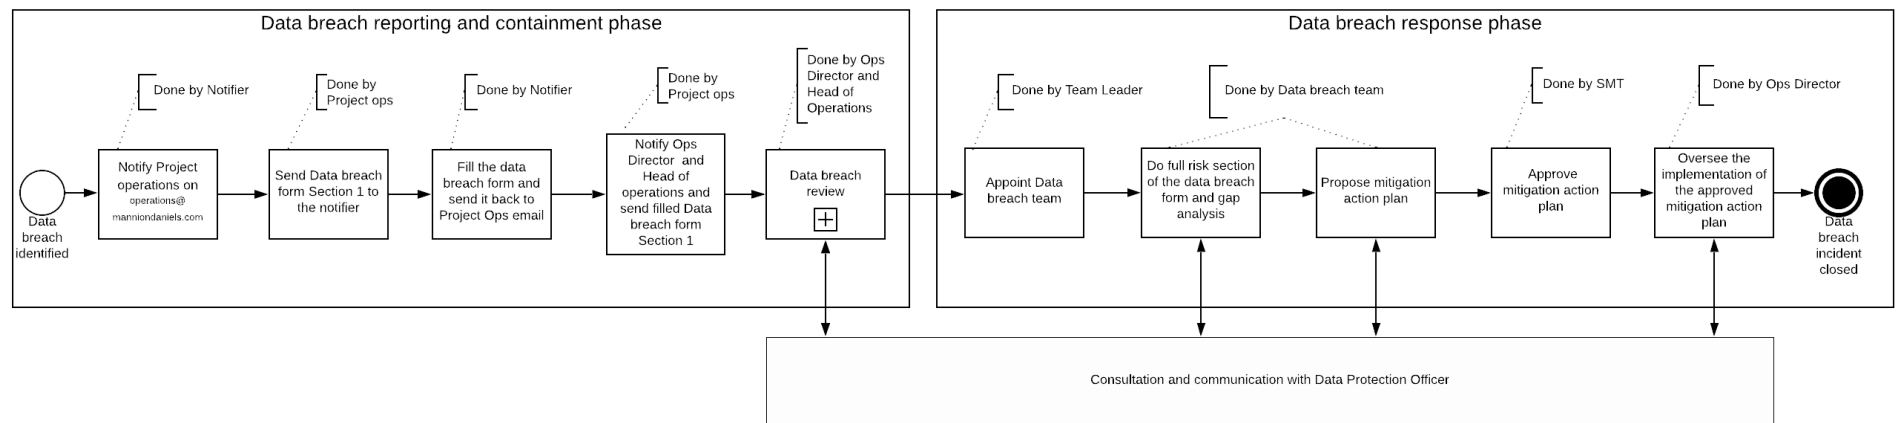 Data breach reporting and containment phase
Data breach
identified
Done by Notifier
Notify Project
operations on
operations@
manniondaniels.com
Done by
Project ops
Send Data breach
form Section 1 to
the notifier
Done by Notifier
Fill the data
breach form and
send it back to
Project Ops email
Done by
Project ops
Notify Ops
Director and
Head of
operations and
send filled Data
breach form
Section 1
Done by Ops
Director and
Head of
Operations
Data breach
review
Data breach response phase
Done by Team Leader
Appoint Data
breach team
Done by Data breach team
Do full risk section
of the data breach
form and gap
analysis
Propose mitigation
action plan
Done by SMT
Approve
mitigation action
plan
Done by Ops Director
Oversee the
implementation of
the approved
mitigation action
plan
Data
breach
incident
closed
Consultation and communication with Data Protection Officer